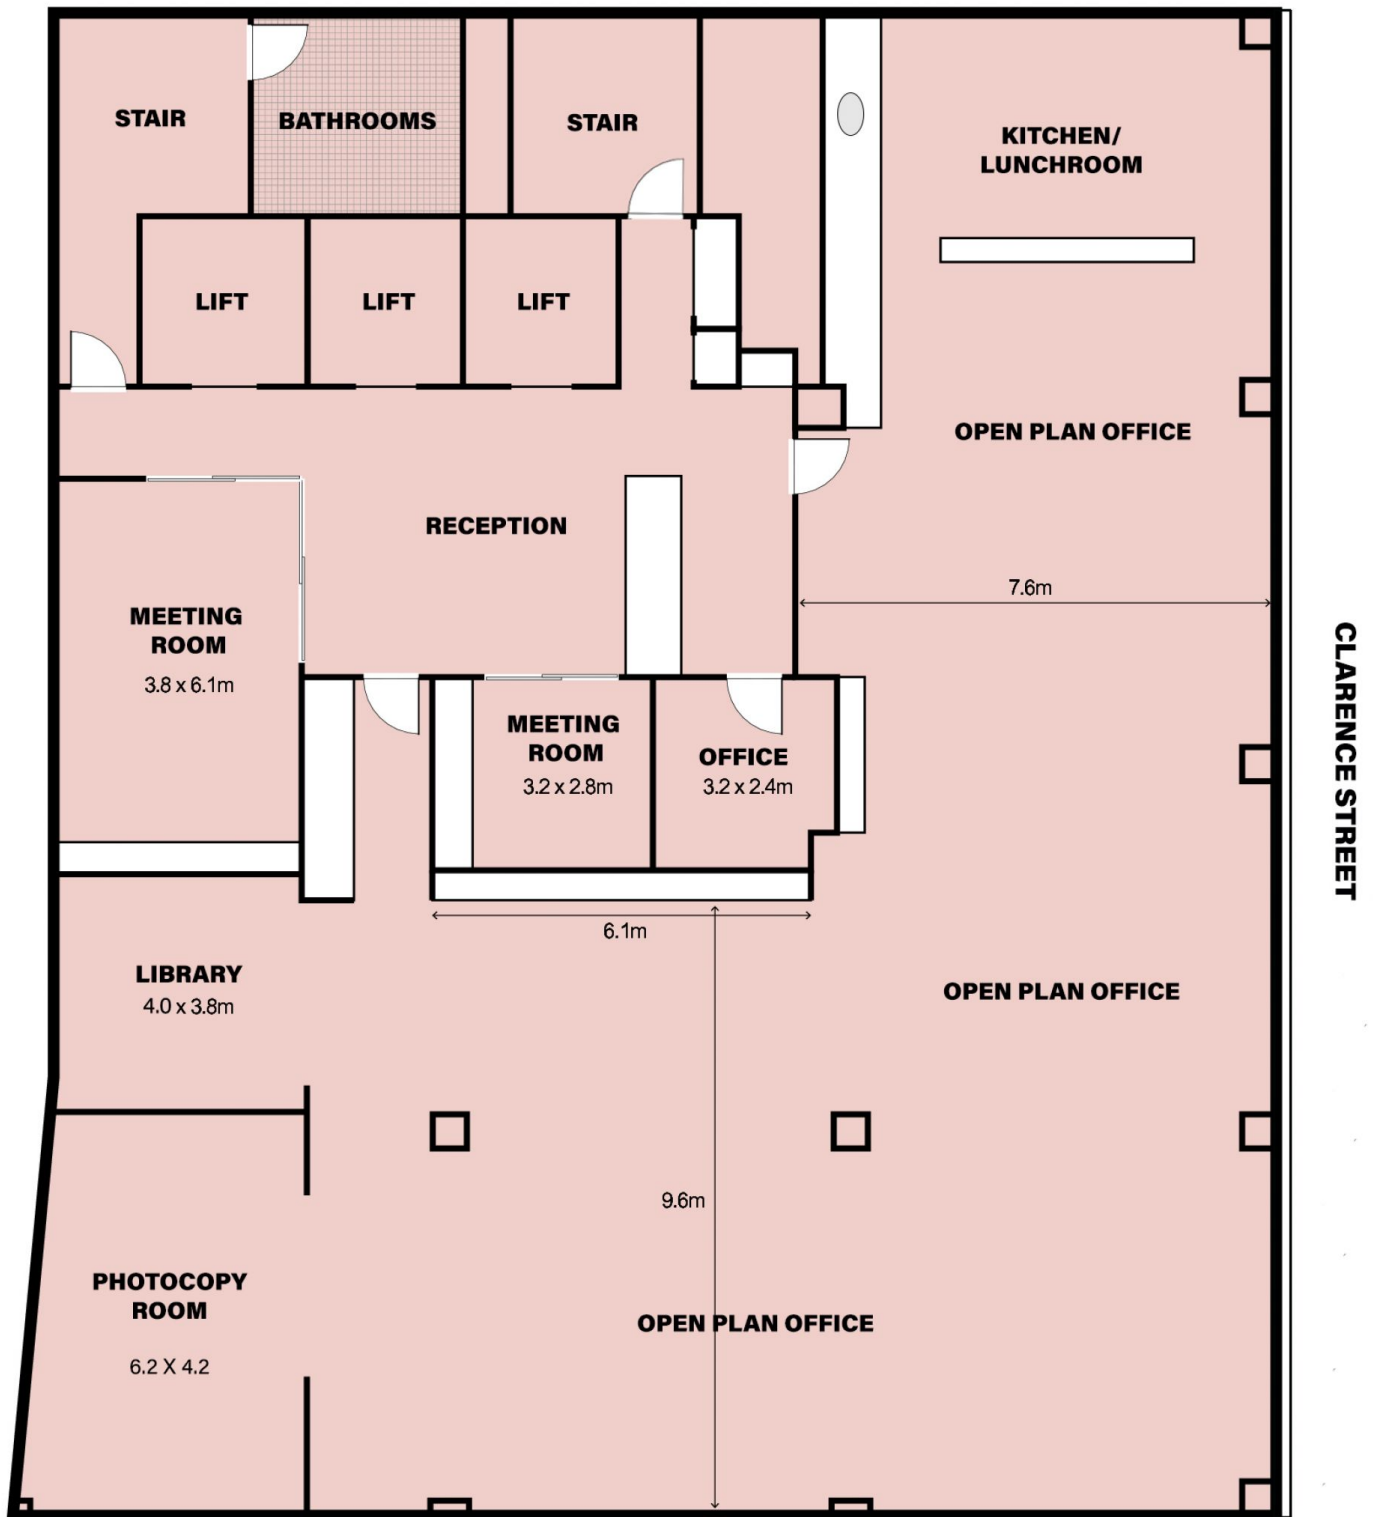 STAIR
BATHROOMS
STAIR
KITCHEN/
LUNCHROOM
LIFT
LIFT
LIFT
OPEN PLAN OFFICE
RECEPTION
7.6m
MEETING
ROOM
3.8 x 6.1m
MEETING
ROOM
3.2 x 2.8m
OFFICE
3.2 x 2.4m
CLARENCE STREET
6.1m
LIBRARY
4.0 x 3.8m
OPEN PLAN OFFICE
9.6m
PHOTOCOPY
ROOM
6.2 X 4.2
OPEN PLAN OFFICE